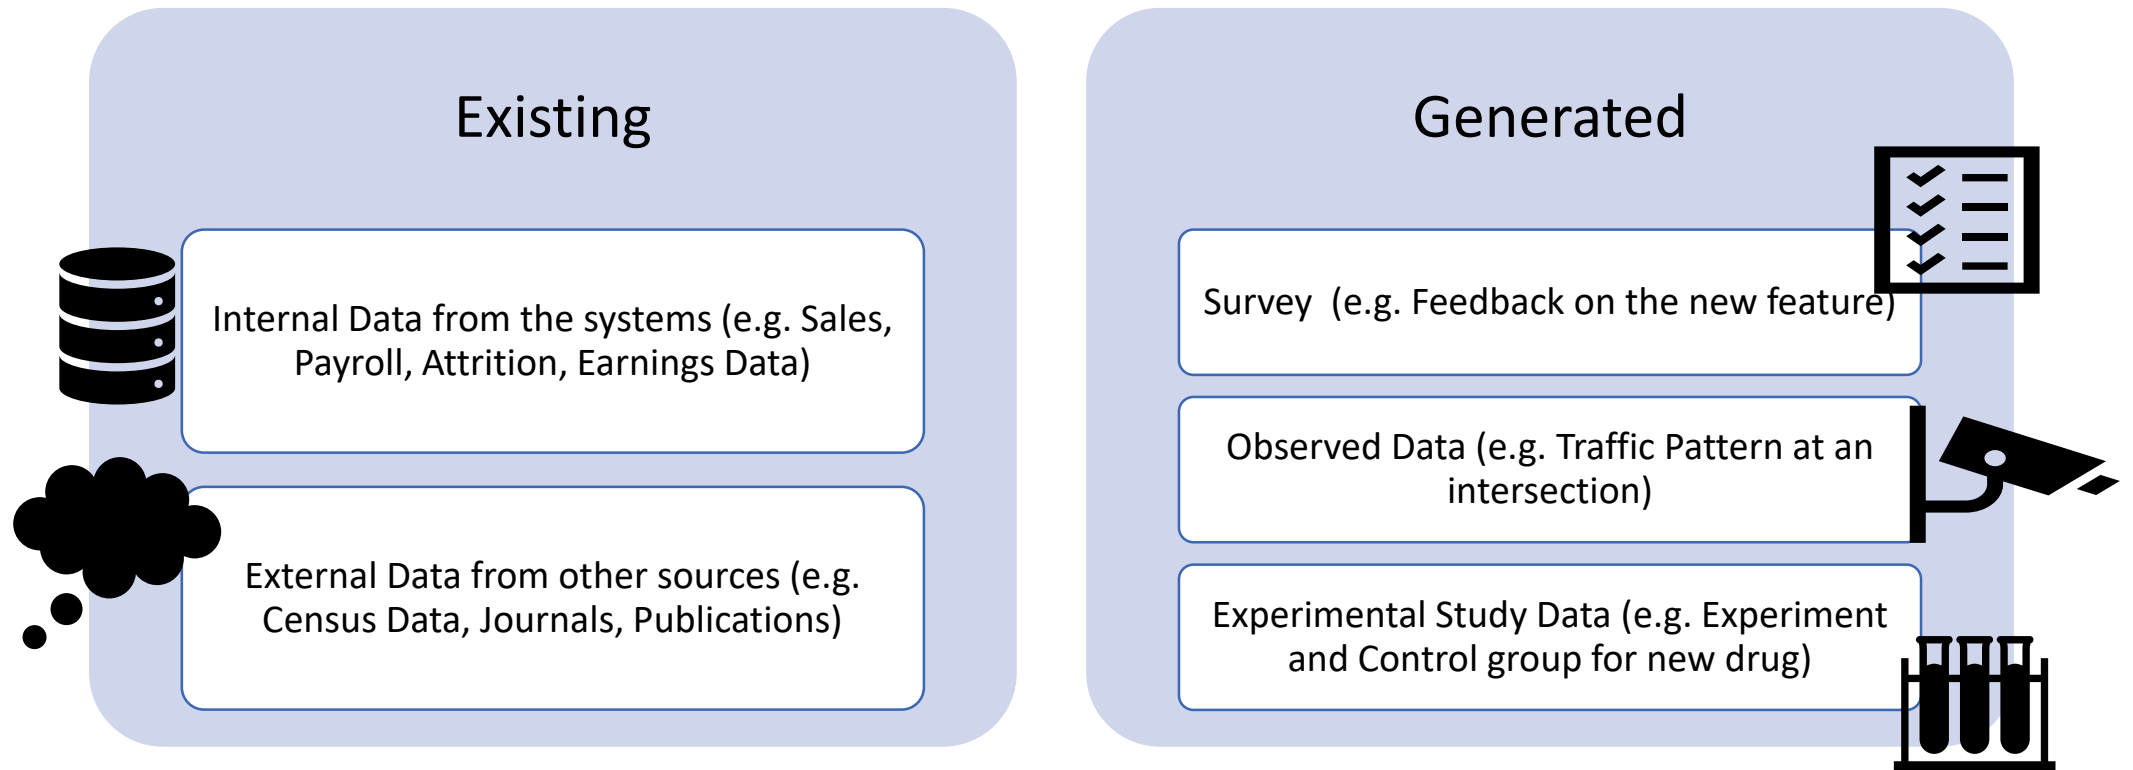 Existing
Internal Data from the systems (e.g. Sales,
Payroll, Attrition, Earnings Data)
External Data from other sources (e.g.
Census Data, Journals, Publications)
Generated
Survey  (e.g. Feedback on the new feature)
Observed Data (e.g. Traffic Pattern at an
intersection)
Experimental Study Data (e.g. Experiment
and Control group for new drug)